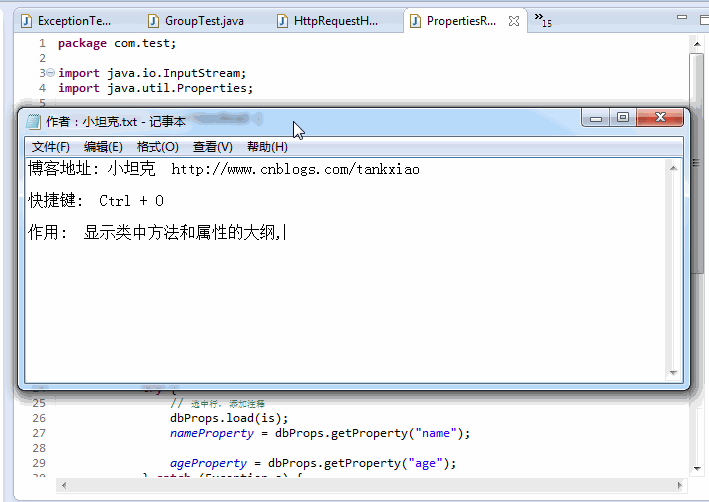 ExceptionTe...
GroupTest.java
HttpRequestH...
PropertiesR...
»15
1 package com.test;
2
3 import java.io.InputStream;
4 import java.util.Properties;
5
作者：小坦克.txt - 记事本
文件(F) 编辑(E) 格式(O) 查看(V) 帮助(H)
博客地址: 小坦克 http://www.cnblogs.com/tankxiao
快捷键: Ctrl + O
作用: 显示类中方法和属性的大纲,
25 // 选中行, 添加注释
26 dbProps.load(is);
27 nameProperty = dbProps.getProperty("name");
28
29 ageProperty = dbProps.getProperty("age");
30 } catch (Exception e) {